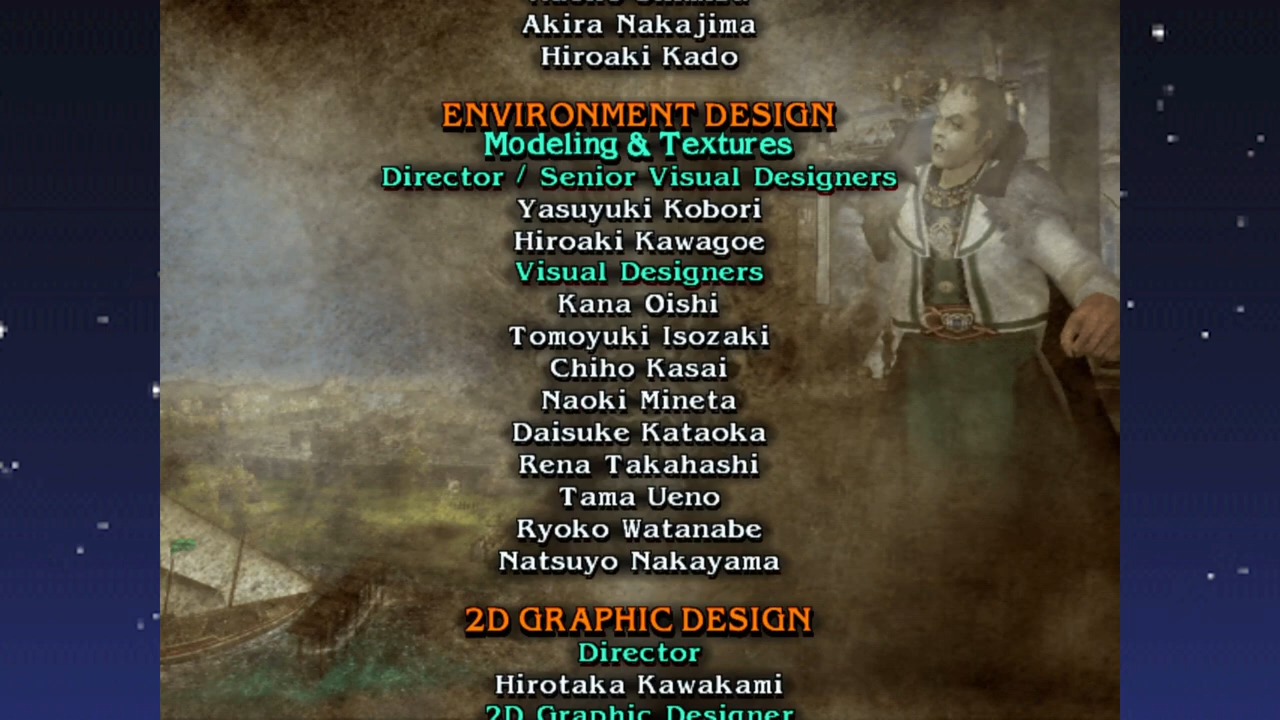 Akira Nakajima
Hiroaki Kado
ENVIRONMENT DESIGN
Modeling & Textures
Director / Senior Visual Designers
Yasuyuki Kobori
Hiroaki Kawagoe
Visual Designers
Kana Oishi
Tomoyuki Isozaki
Chiho Kasai
Naoki Mineta
Daisuke Kataoka
Rena Takahashi
Tama Ueno
Ryoko Watanabe
Natsuyo Nakayama
2D GRAPHIC DESIGN
Director
Hirotaka Kawakami
2D Graphic Designer